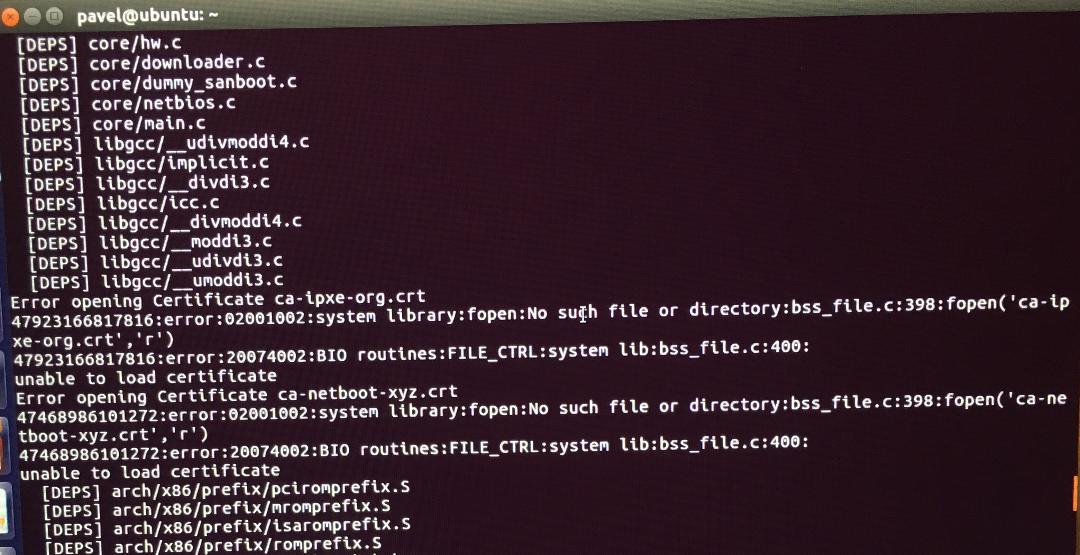 pavel@ubuntu: ~
[DEPS] core/hw.c
[DEPS] core/downloader.c
[DEPS] core/dummy_sanboot.c
[DEPS] core/netbios.c
[DEPS] core/main.c
[DEPS] libgcc/__udivmoddi4.c
[DEPS] libgcc/implicit.c
[DEPS] libgcc/__divdi3.c
[DEPS] libgcc/icc.c
[DEPS] libgcc/__divmoddi4.c
[DEPS] libgcc/__moddi3.c
[DEPS] libgcc/__udivdi3.c
[DEPS] libgcc/__umoddi3.c
Error opening Certificate ca-ipxe-org.crt
47923166817816:error:02001002:system library:fopen:No such file or directory:bss_file.c:398:fopen('ca-ip
xe-org.crt','r')
47923166817816:error:20074002:BIO routines:FILE_CTRL:system lib:bss_file.c:400:
unable to load certificate
Error opening Certificate ca-netboot-xyz.crt
47468986101272:error:02001002:system library:fopen:No such file or directory:bss_file.c:398:fopen('ca-ne
tboot-xyz.crt','r')
47468986101272:error:20074002:BIO routines:FILE_CTRL:system lib:bss_file.c:400:
unable to load certificate
[DEPS] arch/x86/prefix/pciromprefix.S
[DEPS] arch/x86/prefix/mromprefix.S
[DEPS] arch/x86/prefix/isaromprefix.S
[DEPS] arch/x86/prefix/romprefix.S